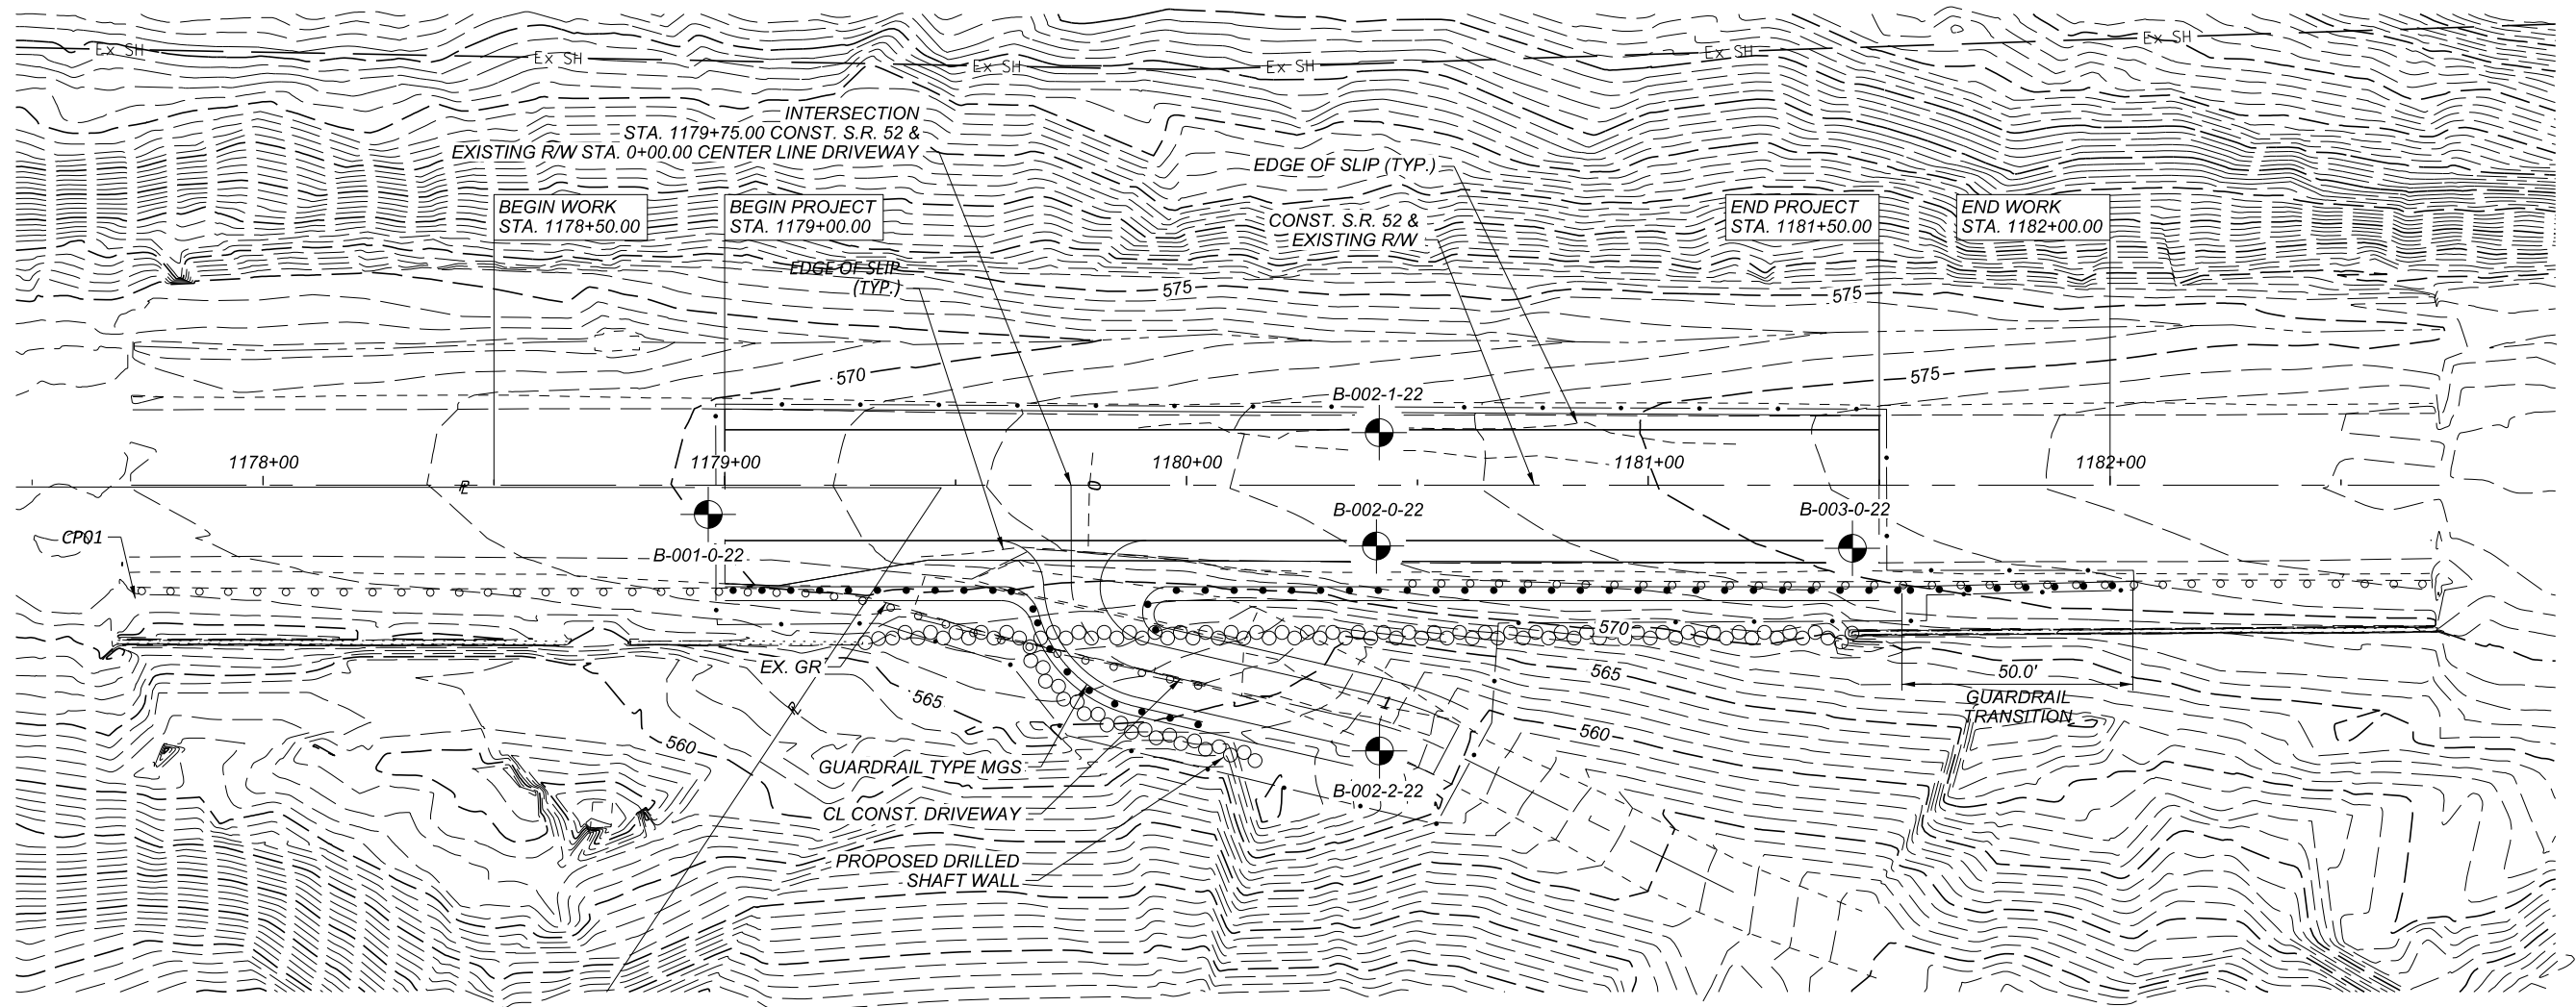 Ex SH
Ex SH
Ex SH
Ex SH
Ex SH
Ex SH
INTERSECTION
STA. 1179+75.00 CONST. S.R. 52 &
EXISTING R/W STA. 0+00.00 CENTER LINE DRIVEWAY
EDGE OF SLIP (TYP.)
BEGIN WORK
STA. 1178+50.00
BEGIN PROJECT
STA. 1179+00.00
CONST. S.R. 52 &
EXISTING R/W
END PROJECT
STA. 1181+50.00
END WORK
STA. 1182+00.00
EDGE OF SLIP
(TYP.)
575
575
570
575
B-002-1-22
1178+00
1179+00
1180+00
1181+00
1182+00
0
B-002-0-22
B-003-0-22
CP01
B-001-0-22
570
EX. GR
565
565
50.0'
GUARDRAIL
TRANSITION
1
560
560
GUARDRAIL TYPE MGS
B-002-2-22
CL CONST. DRIVEWAY
PROPOSED DRILLED
SHAFT WALL